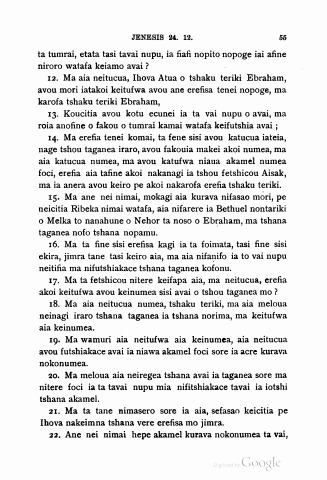 JENESIS 24. 12. 55
ta tumrai, etata tasi tavai nupu, ia fiafi nopito nopoge iai afine
niroro watafa keiamo avai ?
12. Ma aia neitucua, Ihova Atua o tshaku teriki Ebraham,
avou mori iatakoi keitufwa avou ane erefisa tenei nopoge, ma
karofa tshaku teriki Ebraham,
13. Koucitia avou kotu ecunei ia ta vai nupu o avai, ma
roia anofine o fakou o tumrai kamai watafa keifutshia avai ;
14. Ma erefia tenei komai, ta fene sisi avou katucua iateia,
nage tshou taganea iraro, avou fakouia makei akoi numea, ma
aia katucua numea, ma avou katufwa niaua akamel numea
foci, erefia aia tafine akoi nakanagi ia tshou fetshicou Aisak,
ma ia anera avou keiro pe akoi nakarofa erefia tshaku teriki.
15. Ma ane nei nimai, mokagi aia kurava nifasao mori, pe
neicitia Ribeka nimai watafa, aia nifarere ia Bethuel nontariki
o Melka to nanahune o Nehor ta noso o Ebraham, ma tshana
taganea nofo tshana nopamu.
16. Ma ta fine sisi erefisa kagi ia ta foimata, tasi fine sisi
ekira, jimra tane tasi keiro aia, ma aia nifanifo ia to vai nupu
neitifia ma nifutshiakace tshana taganea kofonu.
17. Ma ta fetshicou nitere keifapa aia, ma neitucua, erefia
akoi keitufwa avou keinumea sisi avai o tshou taganea mo ?
18. Ma aia neitucua numea, tshaku teriki, ma aia meloua
neinagi iraro tshana taganea ia tshana norima, ma keitufwa
aia keinumea.
19. Ma wamuri aia neitufwa aia keinumea, aia neitucua
avou futshiakace avai ia niawa akamel foci sore ia acre kurava
nokonumea.
20. Ma meloua aia neiregea tshana avai ia taganea sore ma
nitere foci ia ta tavai nupu mia nifitshiakace tavai ia iotshi
tshana akamel.
21. Ma ta tane nimasero sore ia aia, sefasao keicitia pe
Ihova nakeimna tshana vere erefisa mo jimra.
22. Ane nei nimai hepe akamel kurava nokonumea ta vai,
Digitized by Google